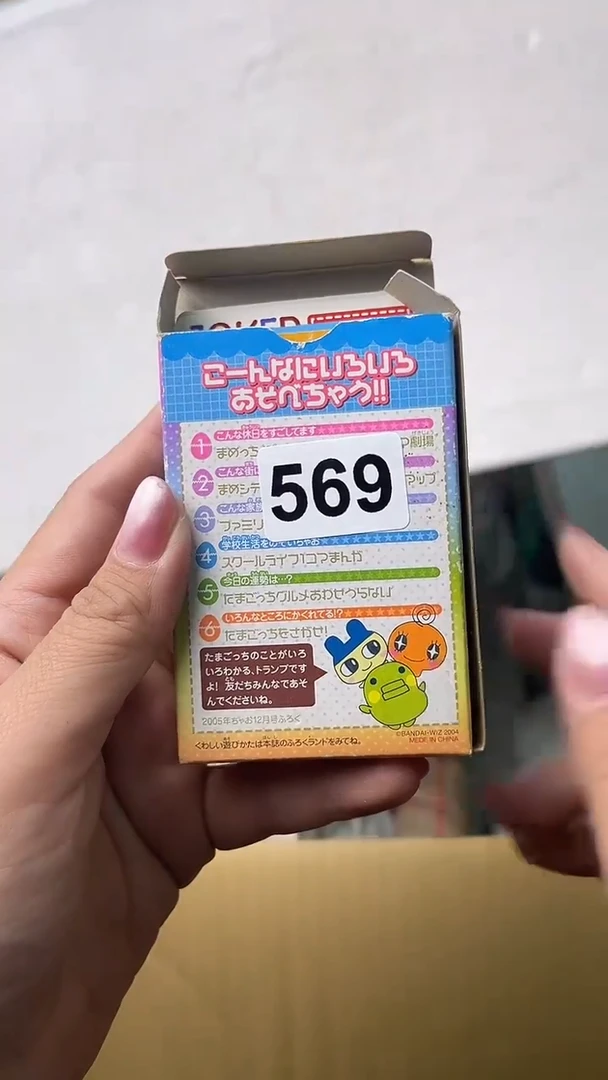 JOKER
こーんなにいろいろ
あそべちゃう!!
1 こんな休日をすごしてます
まめっち
劇場
げきじょう
2 こんな街
まめシティ
アップ
569
3 こんな家
ファミリ
4 学校生活をのぞいちゃお
スクールライフ1コマまんが
5 今日の運勢は…?
たまごっちグルメあわせうらない
6 いろんなところにかくれてる!?
たまごっちをさがせ!
たまごっちのことがいろ
いろわかる、トランプです
よ! 友だちみんなであそ
とも
んでくださいね。
2005年ちゃお12月号ふろく
©BANDAI・WiZ 2004
MADE IN CHINA
くわしい遊びかたは本誌のふろくランドをみてね。